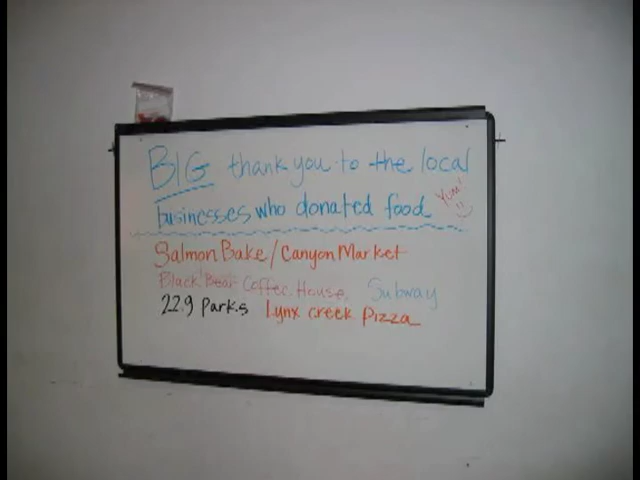 BIG thank you to the local
businesses who donated food
Yum!
Salmon Bake/Canyon Market
Black Bear Coffee House, Subway
229 Parks Lynx creek Pizza